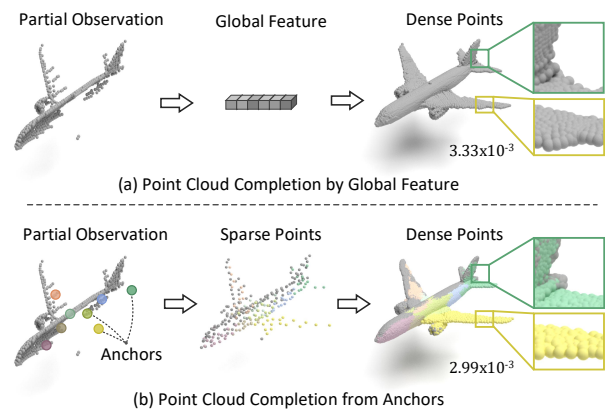 Partial Observation Global Feature Dense Points
3.33x10⁻³
(a) Point Cloud Completion by Global Feature
Partial Observation Sparse Points Dense Points
Anchors
2.99x10⁻³
(b) Point Cloud Completion from Anchors